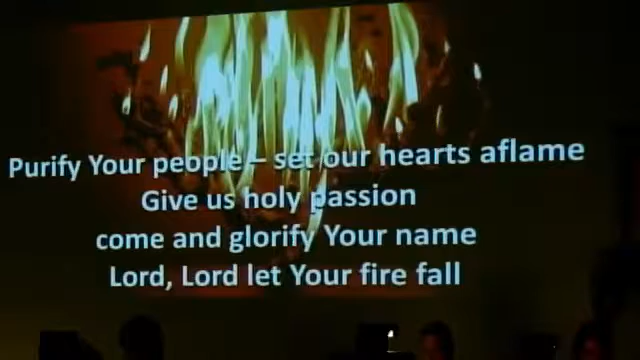 Purify Your people – set our hearts aflame
Give us holy passion
come and glorify Your name
Lord, Lord let Your fire fall